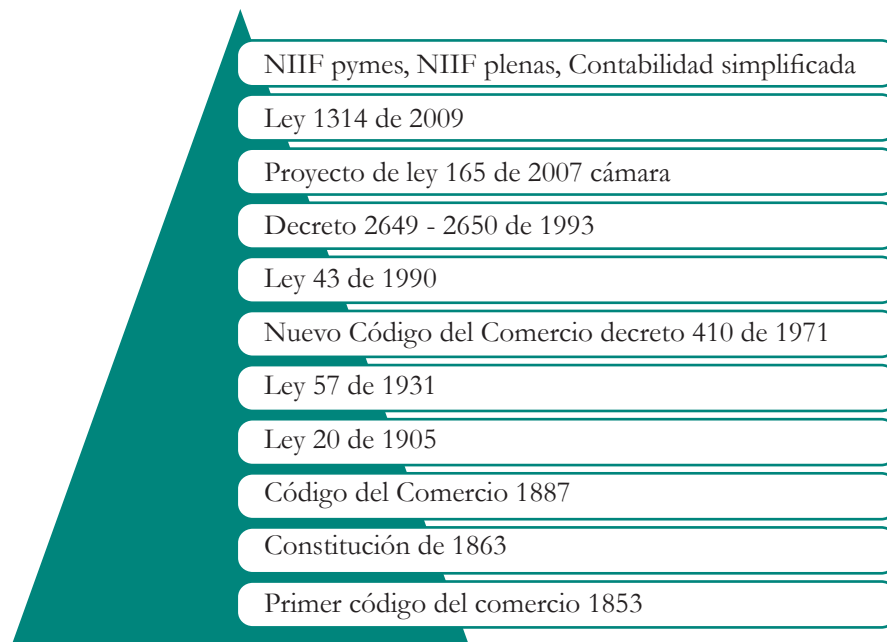 NIIF pymes, NIIF plenas, Contabilidad simplificada
Ley 1314 de 2009
Proyecto de ley 165 de 2007 cámara
Decreto 2649 - 2650 de 1993
Ley 43 de 1990
Nuevo Código del Comercio decreto 410 de 1971
Ley 57 de 1931
Ley 20 de 1905
Código del Comercio 1887
Constitución de 1863
Primer código del comercio 1853